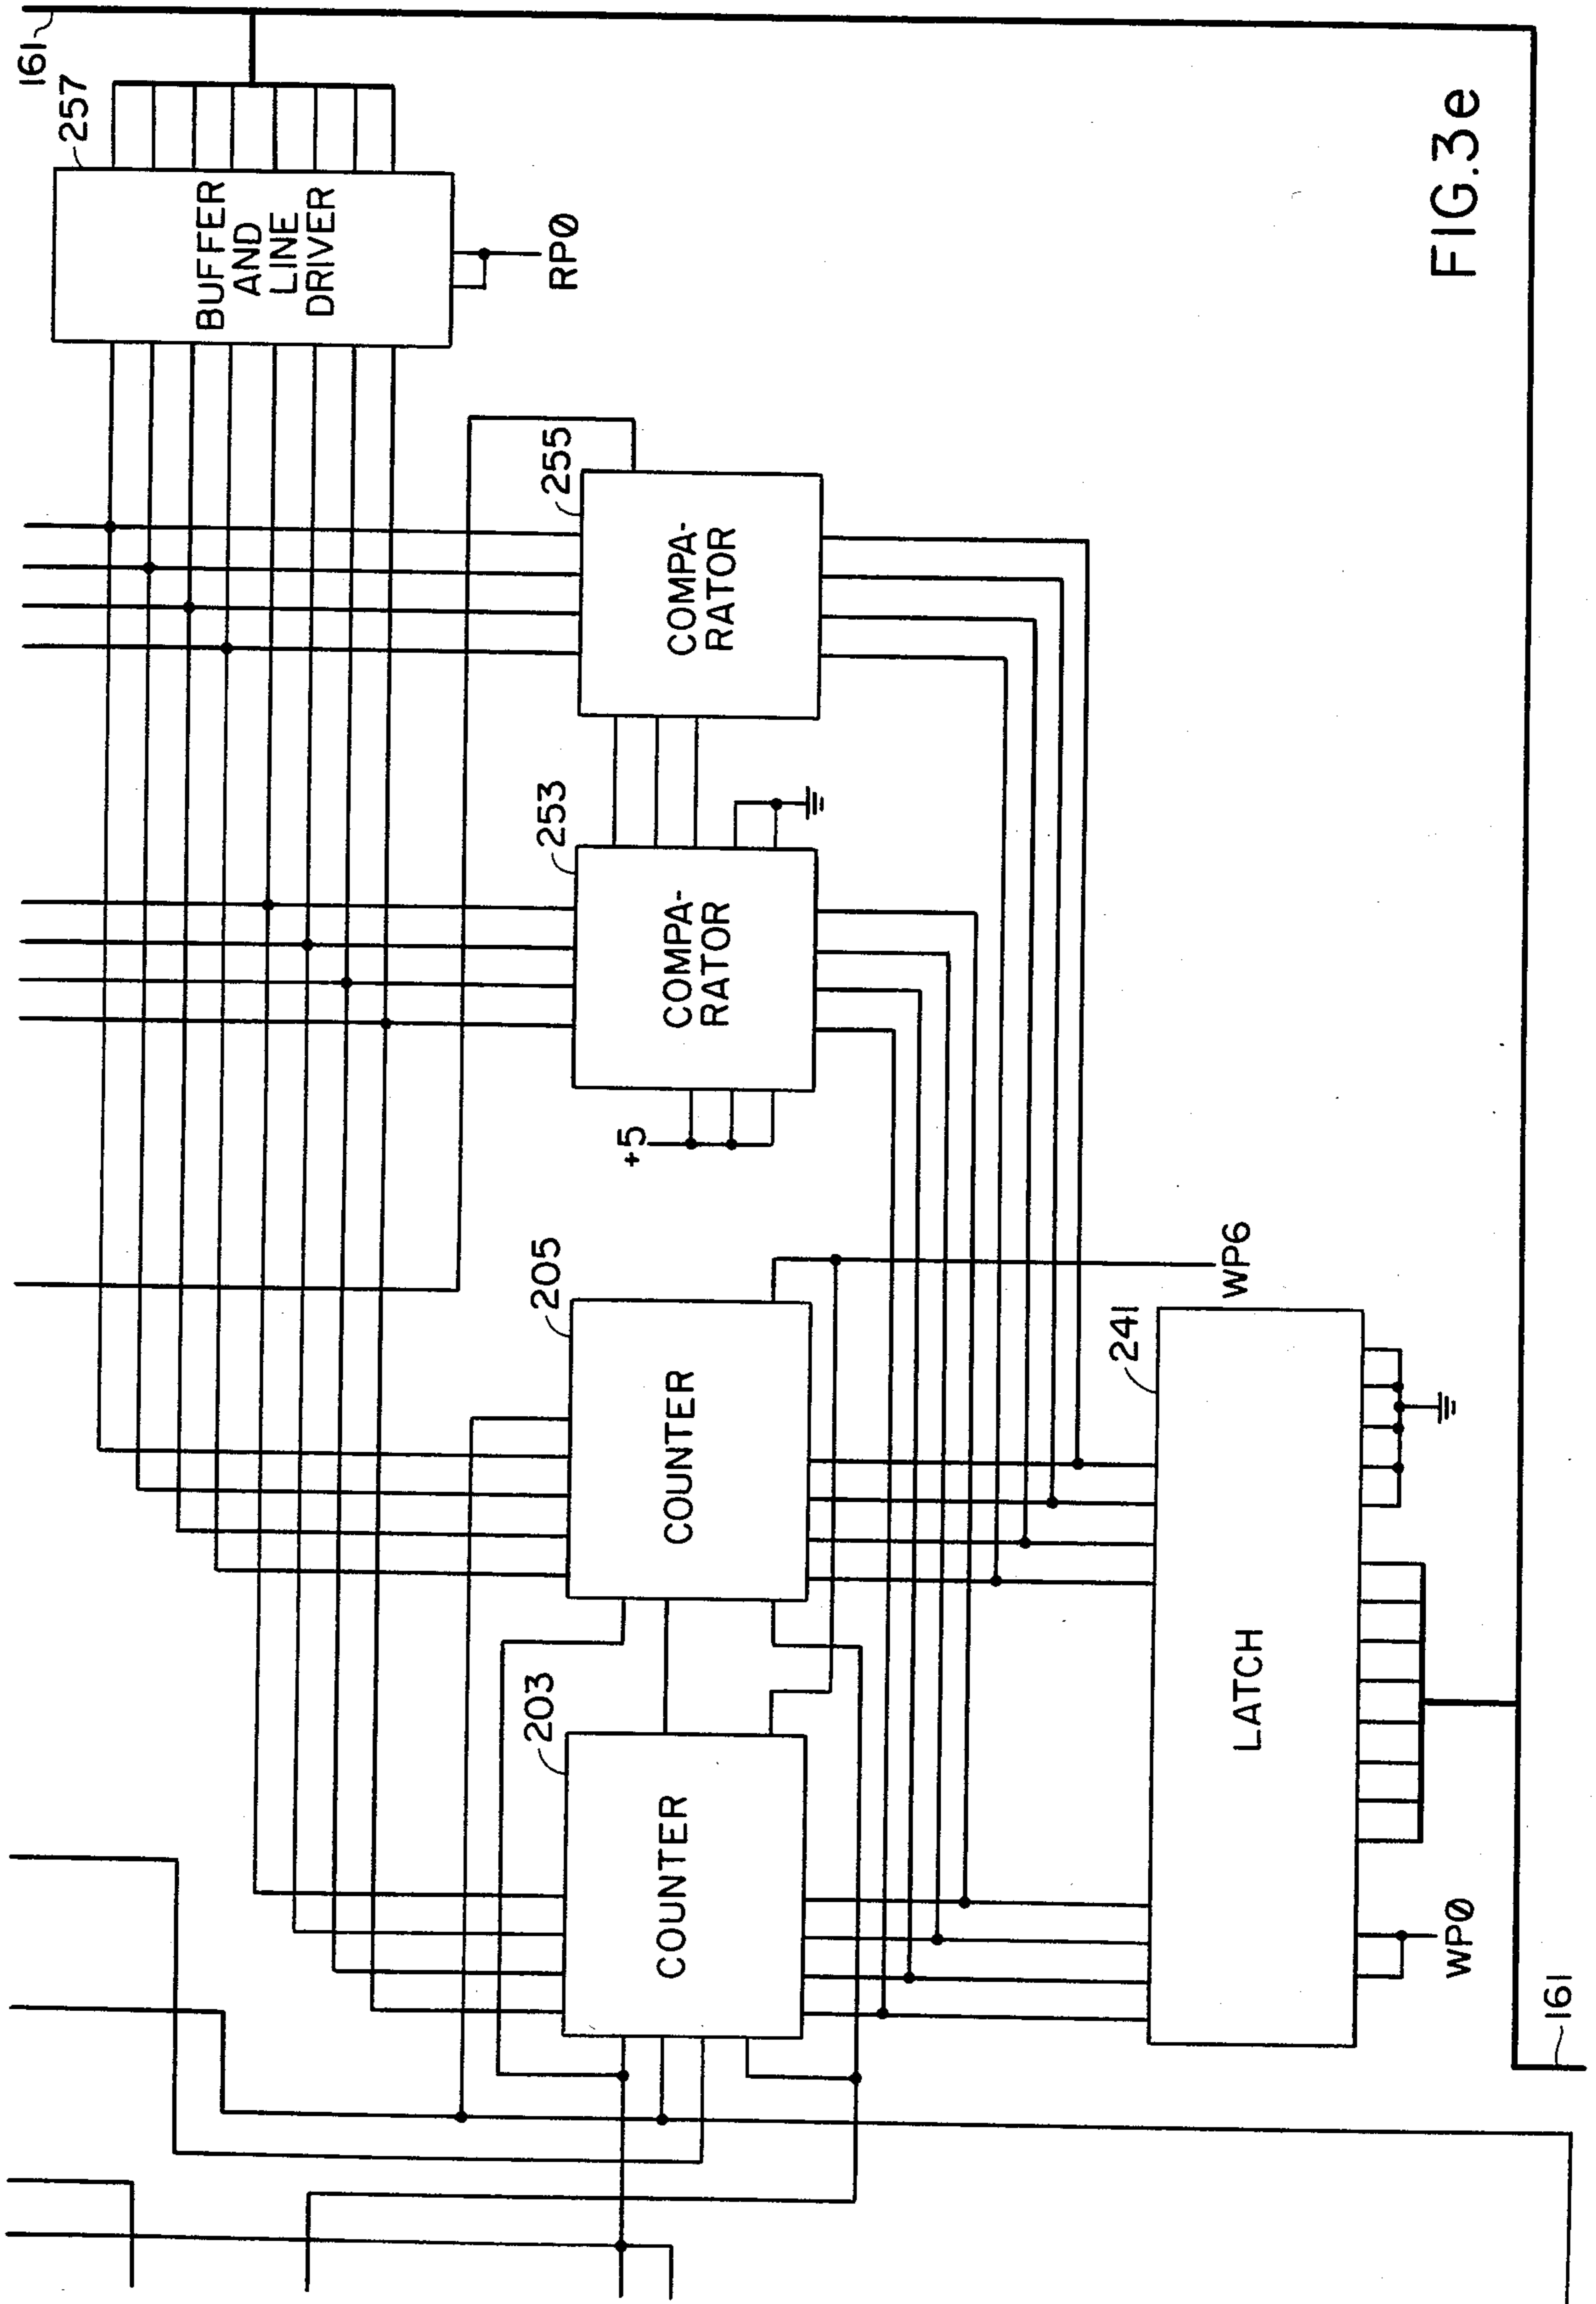 161
257
BUFFER
AND
LINE
DRIVER
RPØ
255
COMPA-
RATOR
253
COMPA-
RATOR
+5
205
COUNTER
WP6
203
COUNTER
241
LATCH
WPØ
161
FIG.3e